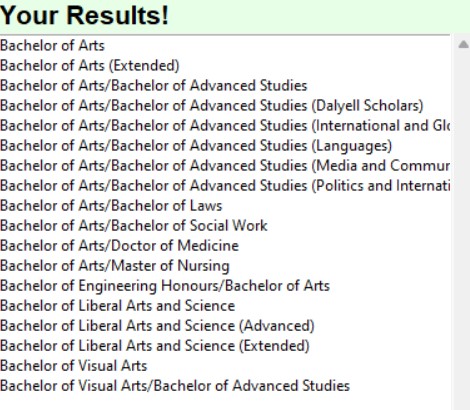 Your Results!
Bachelor of Arts
Bachelor of Arts (Extended)
Bachelor of Arts/Bachelor of Advanced Studies
Bachelor of Arts/Bachelor of Advanced Studies (Dalyell Scholars)
Bachelor of Arts/Bachelor of Advanced Studies (International and Glo
Bachelor of Arts/Bachelor of Advanced Studies (Languages)
Bachelor of Arts/Bachelor of Advanced Studies (Media and Commun
Bachelor of Arts/Bachelor of Advanced Studies (Politics and Internati
Bachelor of Arts/Bachelor of Laws
Bachelor of Arts/Bachelor of Social Work
Bachelor of Arts/Doctor of Medicine
Bachelor of Arts/Master of Nursing
Bachelor of Engineering Honours/Bachelor of Arts
Bachelor of Liberal Arts and Science
Bachelor of Liberal Arts and Science (Advanced)
Bachelor of Liberal Arts and Science (Extended)
Bachelor of Visual Arts
Bachelor of Visual Arts/Bachelor of Advanced Studies